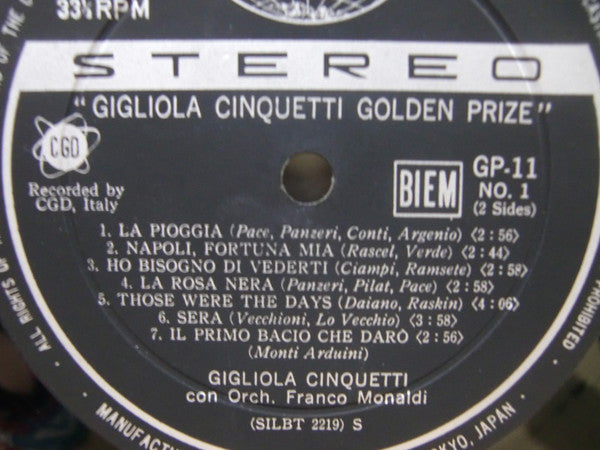 33⅓RPM
STEREO
"GIGLIOLA CINQUETTI GOLDEN PRIZE"
CGD
Recorded by
CGD, Italy
BIEM
GP-11
NO. 1
(2 Sides)
1. LA PIOGGIA (Pace, Panzeri, Conti, Argenio) <2:56>
2. NAPOLI, FORTUNA MIA (Rascel, Verde) <2:44>
3. HO BISOGNO DI VEDERTI (Ciampi, Ramsete) <2:58>
4. LA ROSA NERA (Panzeri, Pilat, Pace) <2:58>
5. THOSE WERE THE DAYS (Daiano, Raskin) <4:06>
6. SERA (Vecchioni, Lo Vecchio) <3:58>
7. IL PRIMO BACIO CHE DARÒ <2:56>
(Monti Arduini)
GIGLIOLA CINQUETTI
con Orch. Franco Monaldi
(SILBT 2219) S
OF THE
ALL RIGHTS
PROHIBITED
JAPAN